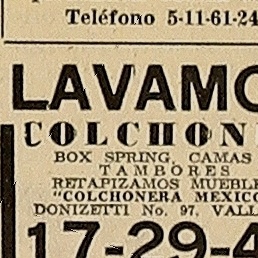 Teléfono 5-11-61-24
LAVAMO
COLCHON
BOX SPRING, CAMAS
TAMBORES
RETAPIZAMOS MUEBLE
"COLCHONERA MEXICO
DONIZETTI No. 97. VALL
17-29-4